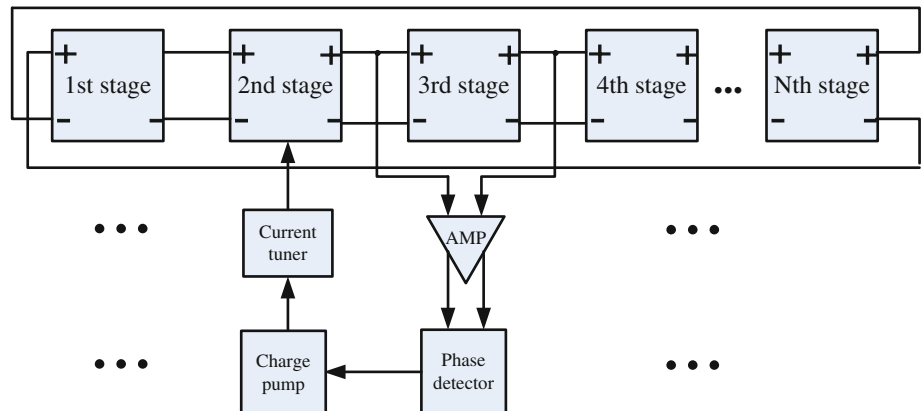 + + + + + + +
1st stage 2nd stage 3rd stage 4th stage ... Nth stage
− − − − − − − − − −
... Current
tuner
AMP
...
... Charge
pump
Phase
detector
...